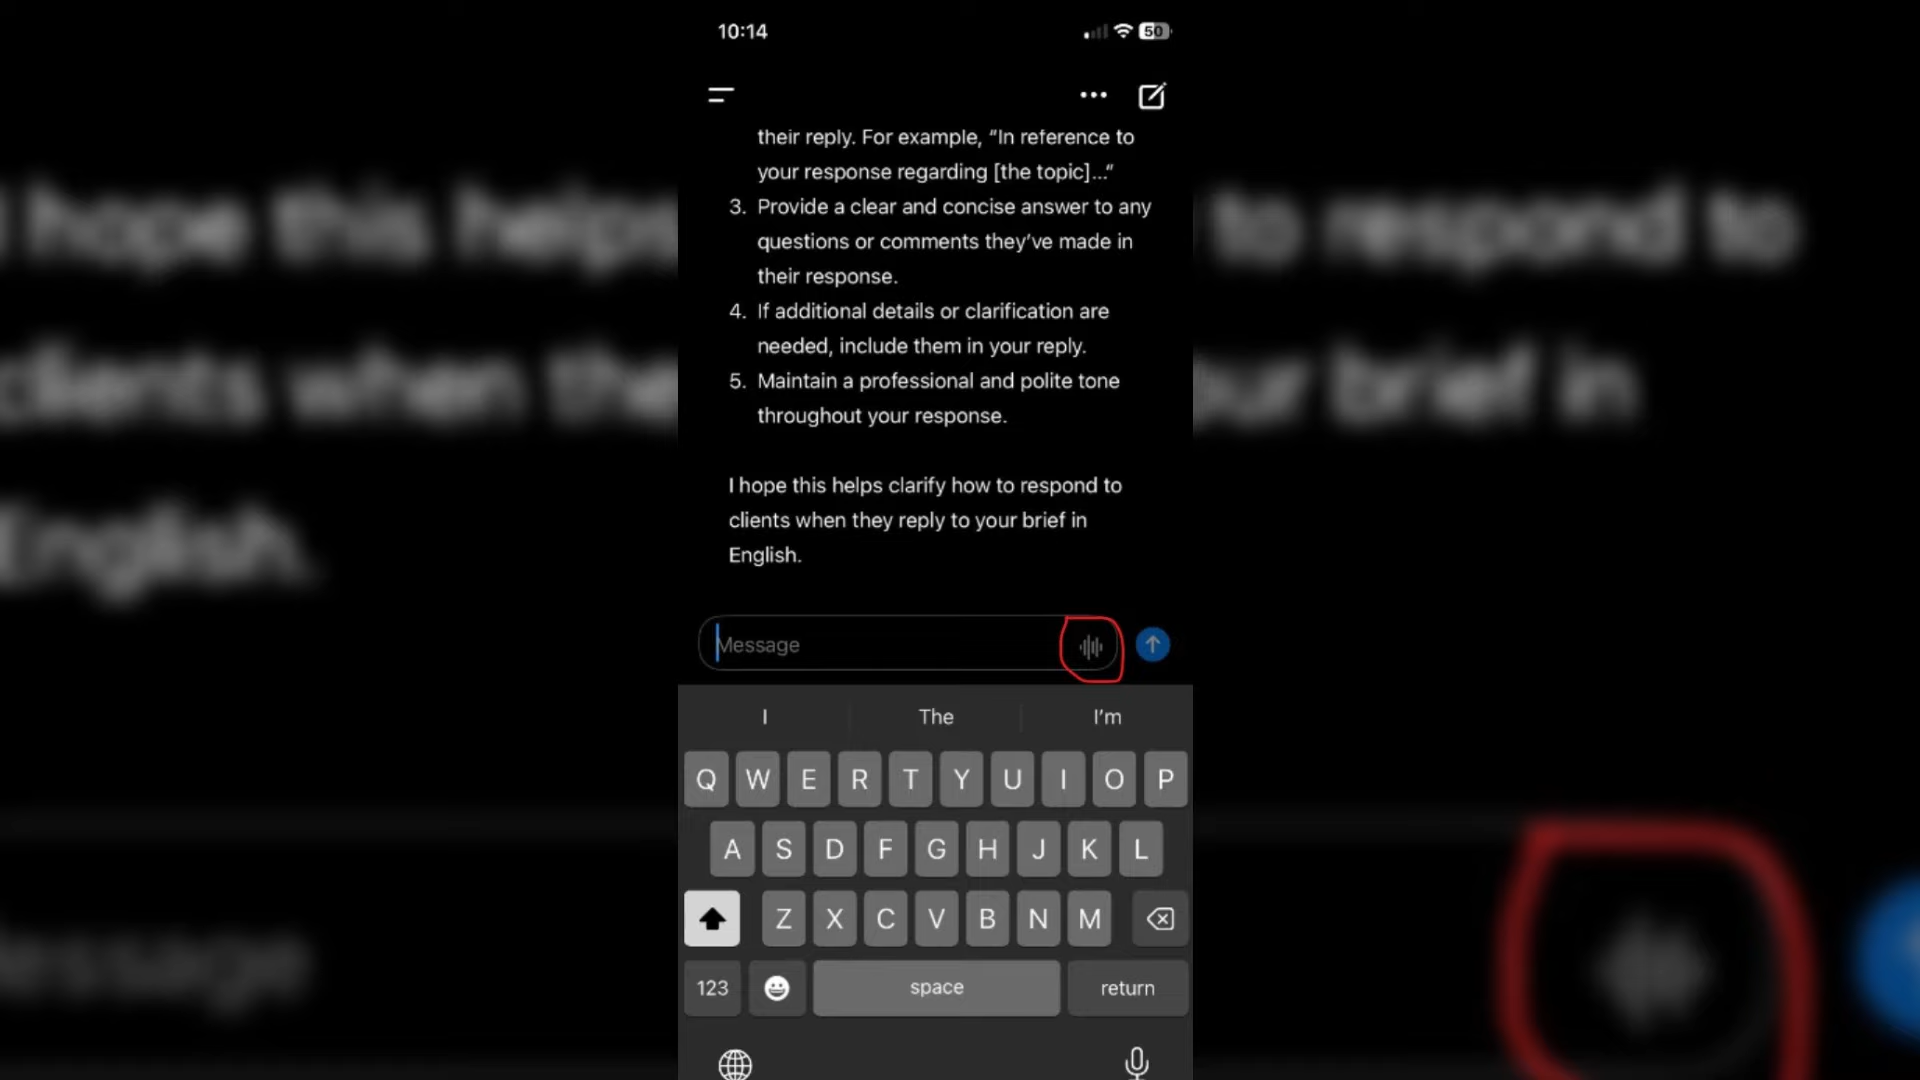 10:14
50
their reply. For example, “In reference to
your response regarding [the topic]...“
3. Provide a clear and concise answer to any
questions or comments they’ve made in
their response.
4. If additional details or clarification are
needed, include them in your reply.
5. Maintain a professional and polite tone
throughout your response.
I hope this helps clarify how to respond to
clients when they reply to your brief in
English.
Message
I The I’m
Q W E R T Y U I O P
A S D F G H J K L
Z X C V B N M
123 space return